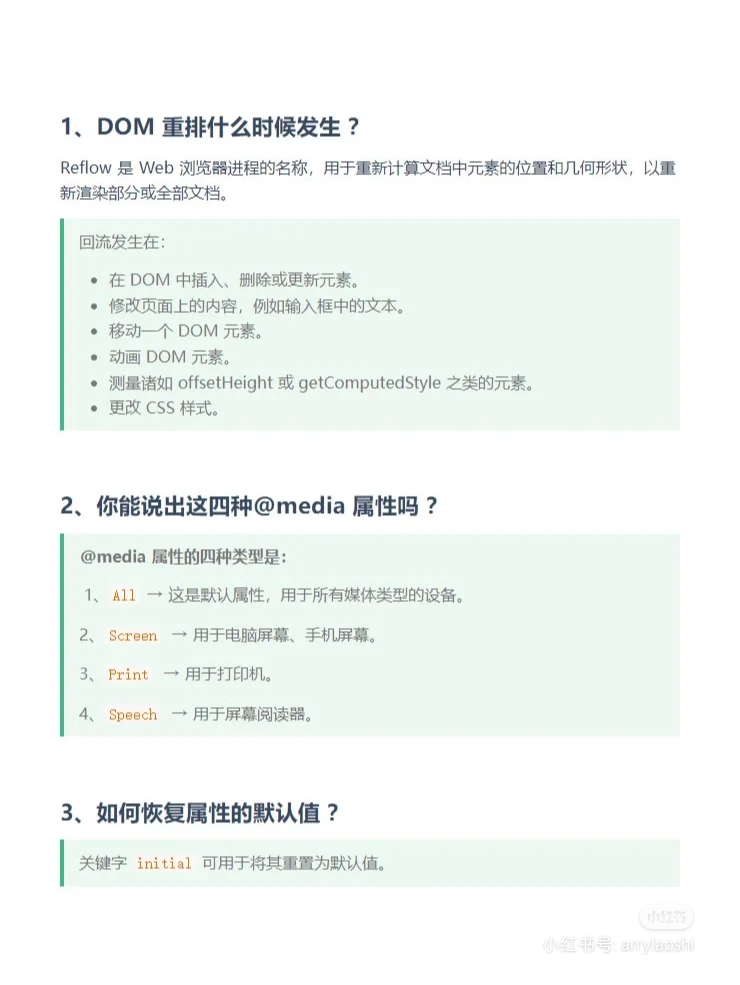 1、DOM 重排什么时候发生？
Reflow 是 Web 浏览器进程的名称，用于重新计算文档中元素的位置和几何形状，以重
新渲染部分或全部文档。
回流发生在：
• 在 DOM 中插入、删除或更新元素。
• 修改页面上的内容，例如输入框中的文本。
• 移动一个 DOM 元素。
• 动画 DOM 元素。
• 测量诸如 offsetHeight 或 getComputedStyle 之类的元素。
• 更改 CSS 样式。
2、你能说出这四种@media 属性吗？
@media 属性的四种类型是：
1、All → 这是默认属性，用于所有媒体类型的设备。
2、Screen → 用于电脑屏幕、手机屏幕。
3、Print → 用于打印机。
4、Speech → 用于屏幕阅读器。
3、如何恢复属性的默认值？
关键字 initial 可用于将其重置为默认值。
小红书
小红书号: arrylaoshi